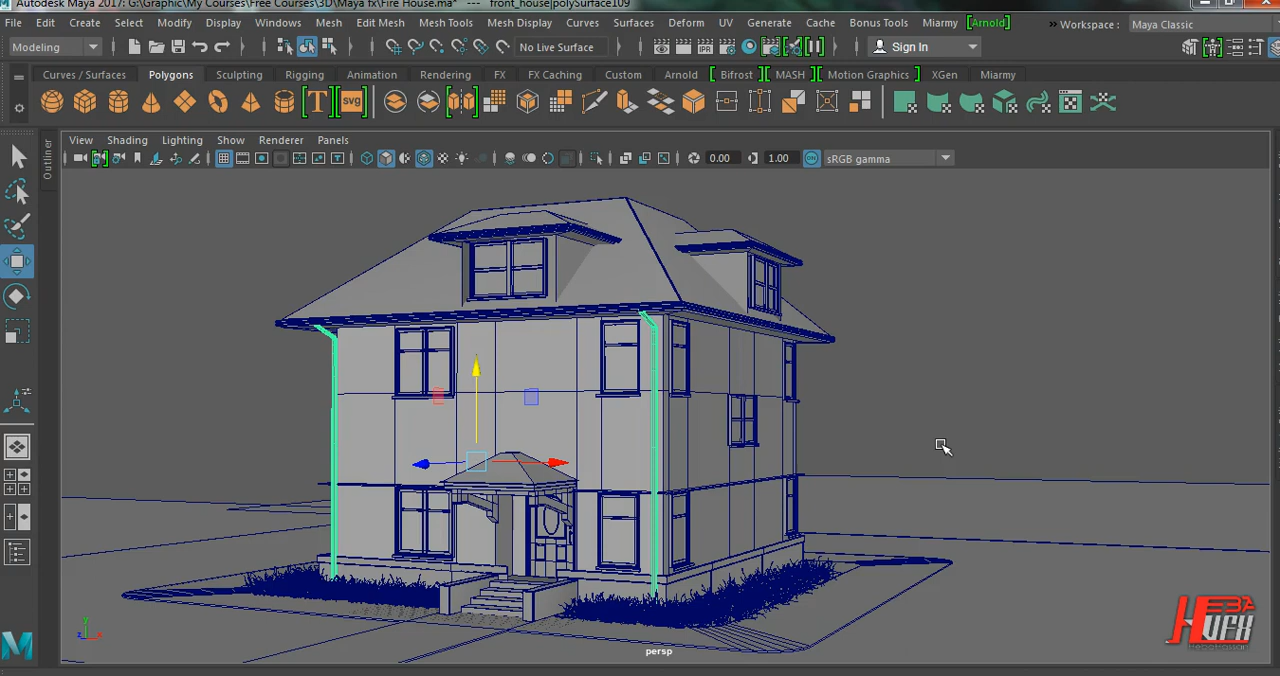 Autodesk Maya 2017: G:\Graphic\My Courses\Free Courses\3D\Maya fx\Fire House.ma* --- front_house|polySurface109
File Edit Create Select Modify Display Windows Mesh Edit Mesh Mesh Tools Mesh Display Curves Surfaces Deform UV Generate Cache Bonus Tools Miarmy [Arnold] » Workspace : Maya Classic
Modeling No Live Surface IPR Sign In
Curves / Surfaces Polygons Sculpting Rigging Animation Rendering FX FX Caching Custom Arnold Bifrost MASH Motion Graphics XGen Miarmy
T SVG
View Shading Lighting Show Renderer Panels
0.00 1.00 sRGB gamma
Outliner
persp
y
z x
M
VFX